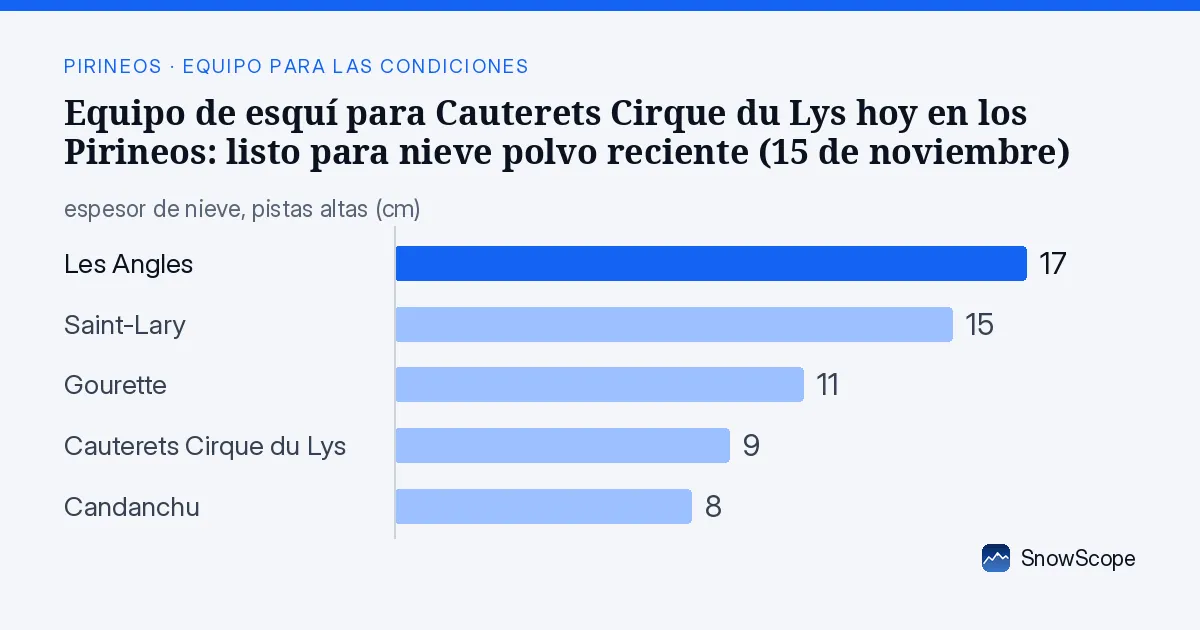 PIRINEOS · EQUIPO PARA LAS CONDICIONES
Equipo de esquí para Cauterets Cirque du Lys hoy en los
Pirineos: listo para nieve polvo reciente (15 de noviembre)
espesor de nieve, pistas altas (cm)
Les Angles 17
Saint-Lary 15
Gourette 11
Cauterets Cirque du Lys 9
Candanchu 8
SnowScope